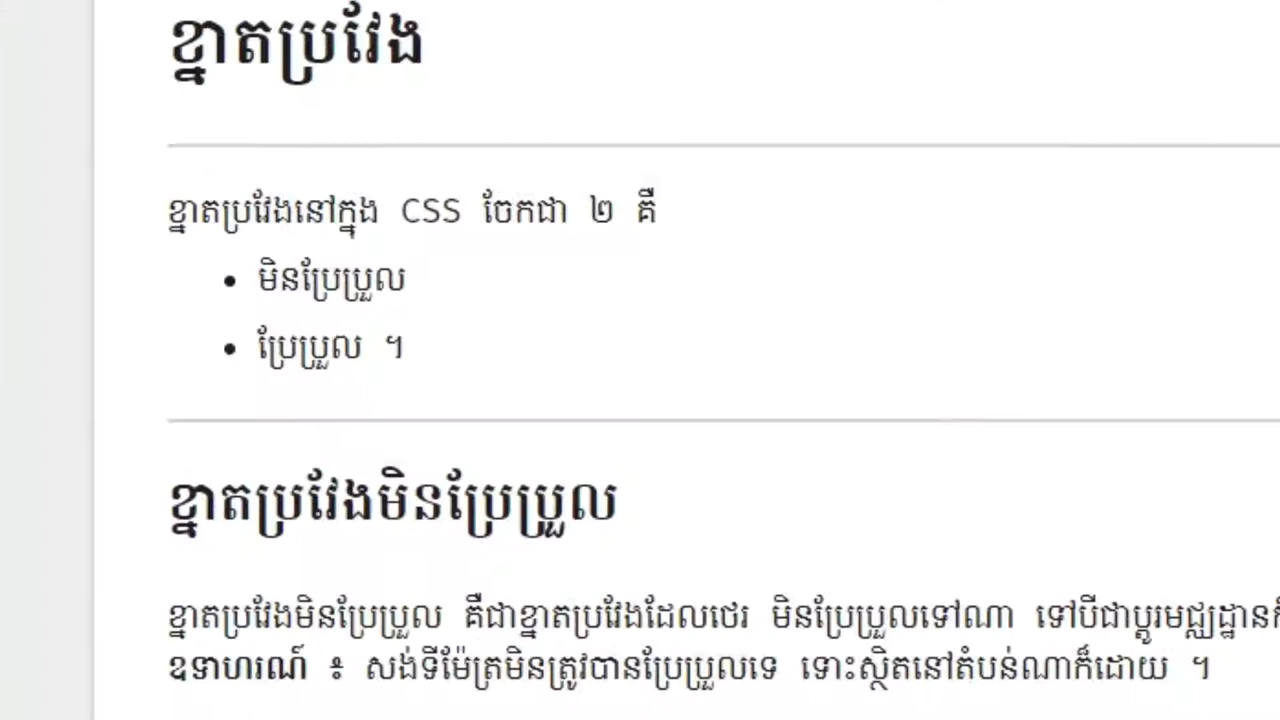 ខ្នាតប្រវែង
ខ្នាតប្រវែងនៅក្នុង CSS ចែកជា ២ គឺ
• មិនប្រែប្រួល
• ប្រែប្រួល ។
ខ្នាតប្រវែងមិនប្រែប្រួល
ខ្នាតប្រវែងមិនប្រែប្រួល គឺជាខ្នាតប្រវែងដែលថេរ មិនប្រែប្រួលទៅណា ទៅបីជាប្តូរមជ្ឈដ្ឋាន
ឧទាហរណ៍ ៖ សង់ទីម៉ែត្រមិនត្រូវបានប្រែប្រួលទេ ទោះស្ថិតនៅតំបន់ណាក៏ដោយ ។